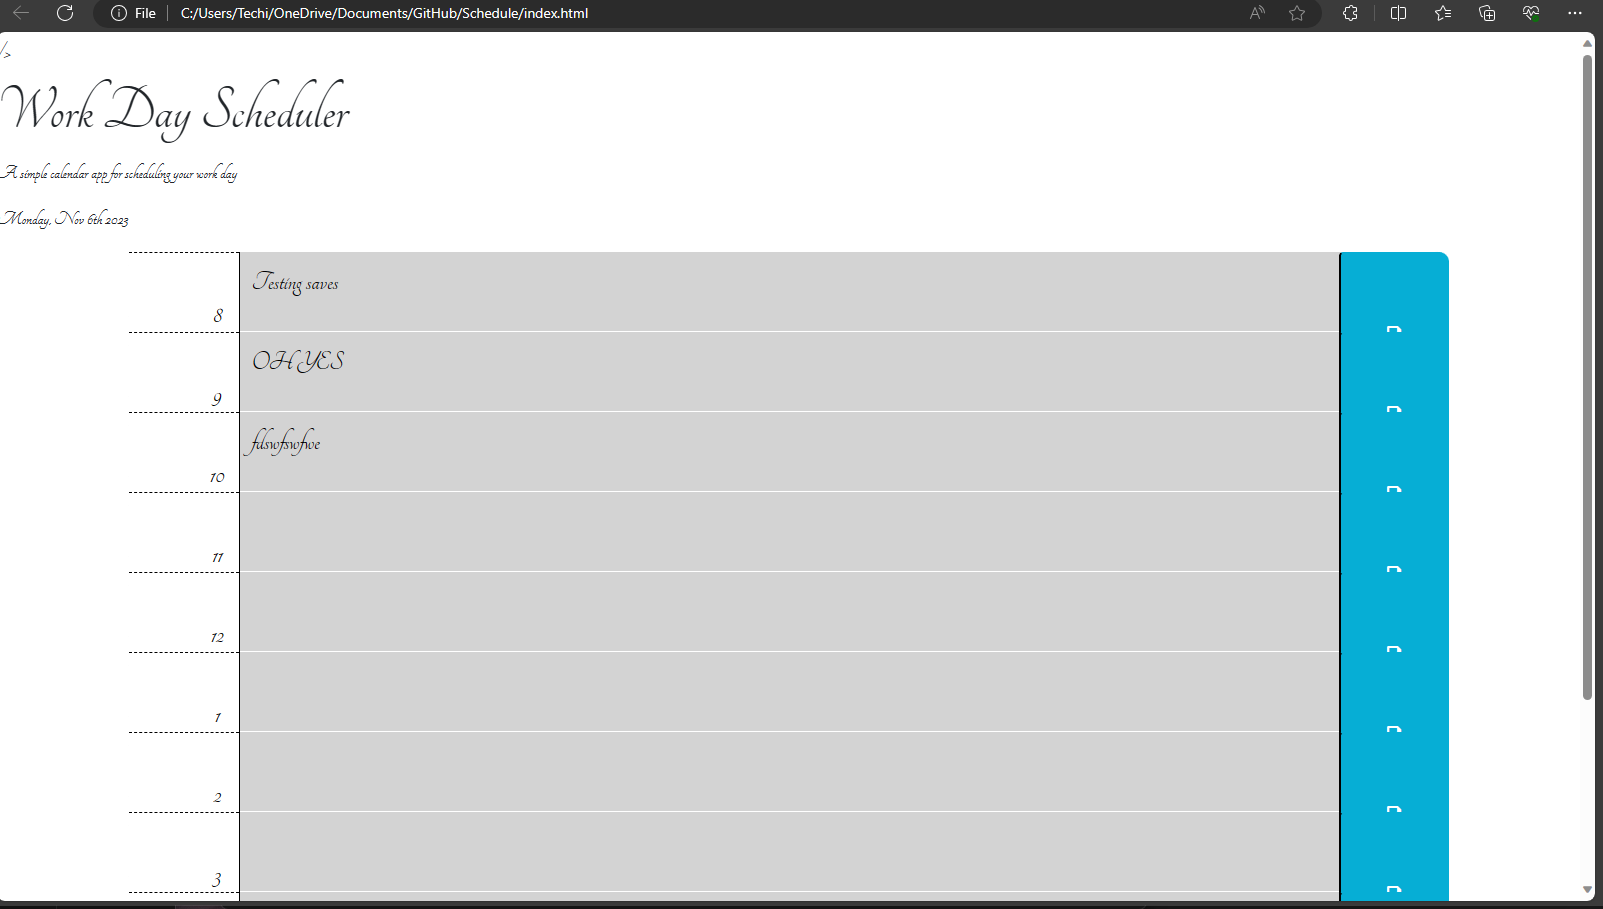 File C:/Users/Techi/OneDrive/Documents/GitHub/Schedule/index.html
/>
Work Day Scheduler
A simple calendar app for scheduling your work day
Monday, Nov 6th 2023
Testing saves
8
OH YES
9
fdswfswfwe
10
11
12
1
2
3